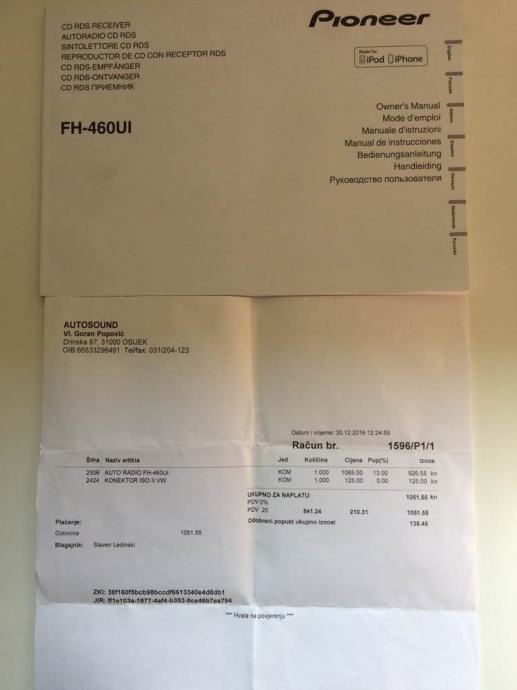 CD RDS RECEIVER
AUTORADIO CD RDS
SINTOLETTORE CD RDS
REPRODUCTOR DE CD CON RECEPTOR RDS
CD RDS-EMPFÄNGER
CD RDS-ONTVANGER
CD RDS ПРИЕМНИК
Pioneer
Made for
iPod iPhone
FH-460UI
Owner's Manual
Mode d'emploi
Manuale d'istruzioni
Manual de instrucciones
Bedienungsanleitung
Handleiding
Руководство пользователя
English
Français
Italiano
Español
Deutsch
Nederlands
Русский
AUTOSOUND
Vl. Goran Popović
Drinska 87, 31000 OSIJEK
OIB:66533296491 Tel/fax: 031/204-123
Datum i vrijeme: 30.12.2016 12:24:59
Račun br. 1596/P1/1
Šifra Naziv artikla Jed Količina Cijena Pop(%) Iznos
2506 AUTO RADIO FH-460UI KOM 1.000 1065.00 13.00 926.55 kn
2424 KONEKTOR ISO II VW KOM 1.000 125.00 0.00 125.00 kn
UKUPNO ZA NAPLATU: 1051.55 kn
PDV 0%
PDV 25 841.24 210.31 1051.55
Odobreni popust ukupno iznosi 138.45
Plaćanje:
Gotovina 1051.55
Blagajnik: Slaven Ledinski
ZKI: 38f160f5bcb98bccdf6613340e4d8db1
JIR: ff1e103a-1877-4af4-b353-8ce46b7ea794
*** Hvala na povjerenju ***